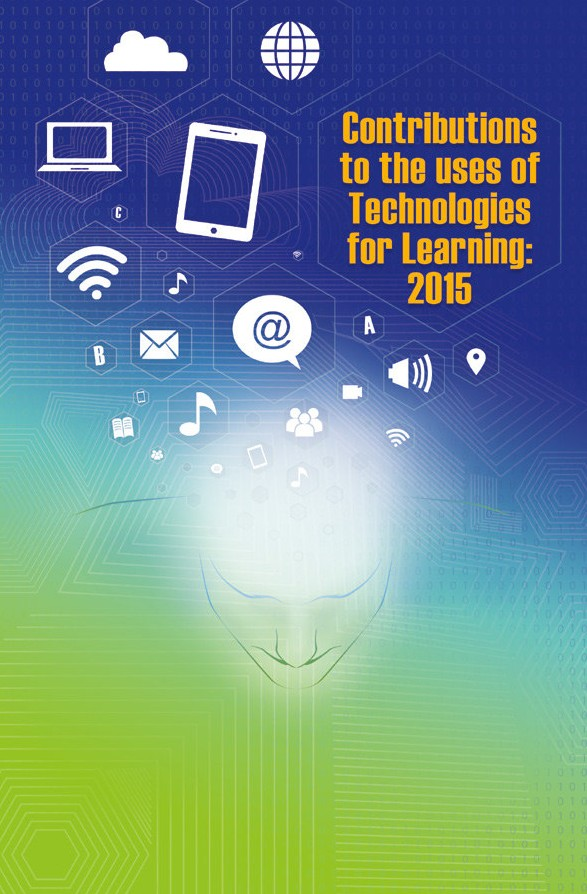 Contributions
to the uses of
Technologies
for Learning:
2015
C
@
A
B